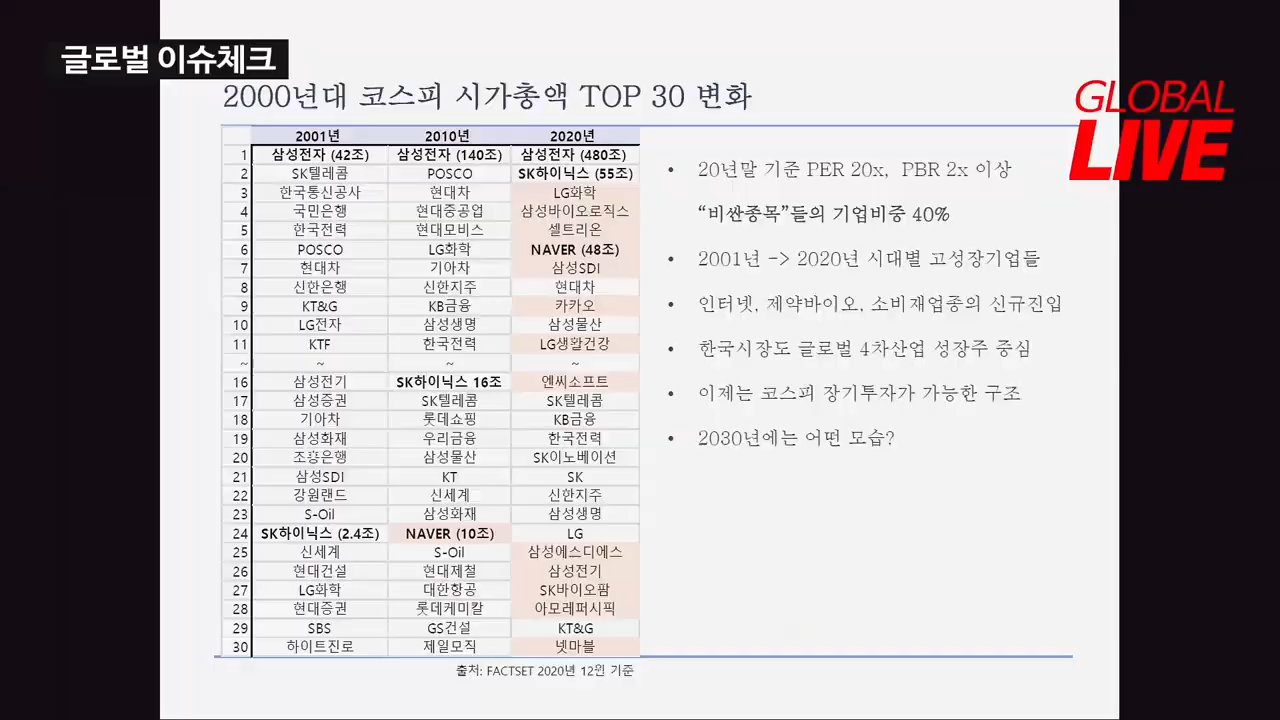 글로벌 이슈체크
GLOBAL
LIVE
2000년대 코스피 시가총액 TOP 30 변화
2001년 2010년 2020년
1 삼성전자 (42조) 삼성전자 (140조) 삼성전자 (480조)
2 SK텔레콤 POSCO SK하이닉스 (55조)
3 한국통신공사 현대차 LG화학
4 국민은행 현대중공업 삼성바이오로직스
5 한국전력 현대모비스 셀트리온
6 POSCO LG화학 NAVER (48조)
7 현대차 기아차 삼성SDI
8 신한은행 신한지주 현대차
9 KT&G KB금융 카카오
10 LG전자 삼성생명 삼성물산
11 KTF 한국전력 LG생활건강
~ ~ ~ ~
16 삼성전기 SK하이닉스 16조 엔씨소프트
17 삼성증권 SK텔레콤 SK텔레콤
18 기아차 롯데쇼핑 KB금융
19 삼성화재 우리금융 한국전력
20 조흥은행 삼성물산 SK이노베이션
21 삼성SDI KT SK
22 강원랜드 신세계 신한지주
23 S-Oil 삼성화재 삼성생명
24 SK하이닉스 (2.4조) NAVER (10조) LG
25 신세계 S-Oil 삼성에스디에스
26 현대건설 현대제철 삼성전기
27 LG화학 대한항공 SK바이오팜
28 현대증권 롯데케미칼 아모레퍼시픽
29 SBS GS건설 KT&G
30 하이트진로 제일모직 넷마블
출처: FACTSET 2020년 12월 기준
• 20년말 기준 PER 20x, PBR 2x 이상
“비싼종목”들의 기업비중 40%
• 2001년 -> 2020년 시대별 고성장기업들
• 인터넷, 제약바이오, 소비재업종의 신규진입
• 한국시장도 글로벌 4차산업 성장주 중심
• 이제는 코스피 장기투자가 가능한 구조
• 2030년에는 어떤 모습?